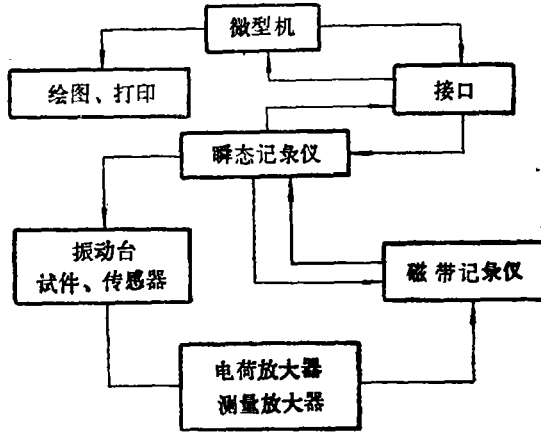 微型机
绘图、打印
接口
瞬态记录仪
振动台
试件、传感器
磁带记录仪
电荷放大器
测量放大器